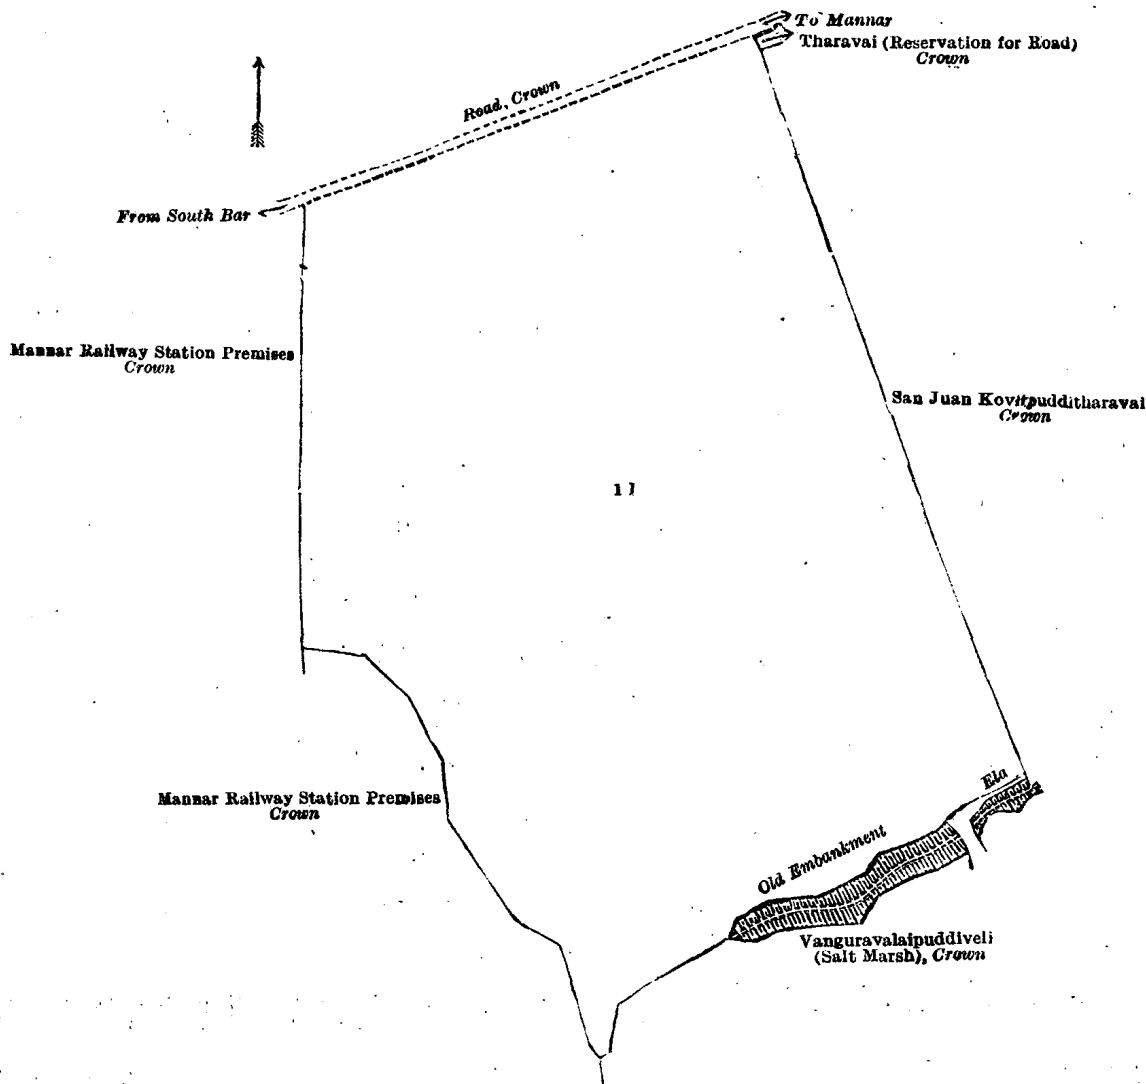 To Mannar
Tharavai (Reservation for Road)
Crown
Road, Crown
From South Bar
Mannar Railway Station Premises
Crown
San Juan Kovitpudditharavai
Crown
11
Ela
Mannar Railway Station Premises
Crown
Old Embankment
Vanguravalaipuddiveli
(Salt Marsh), Crown